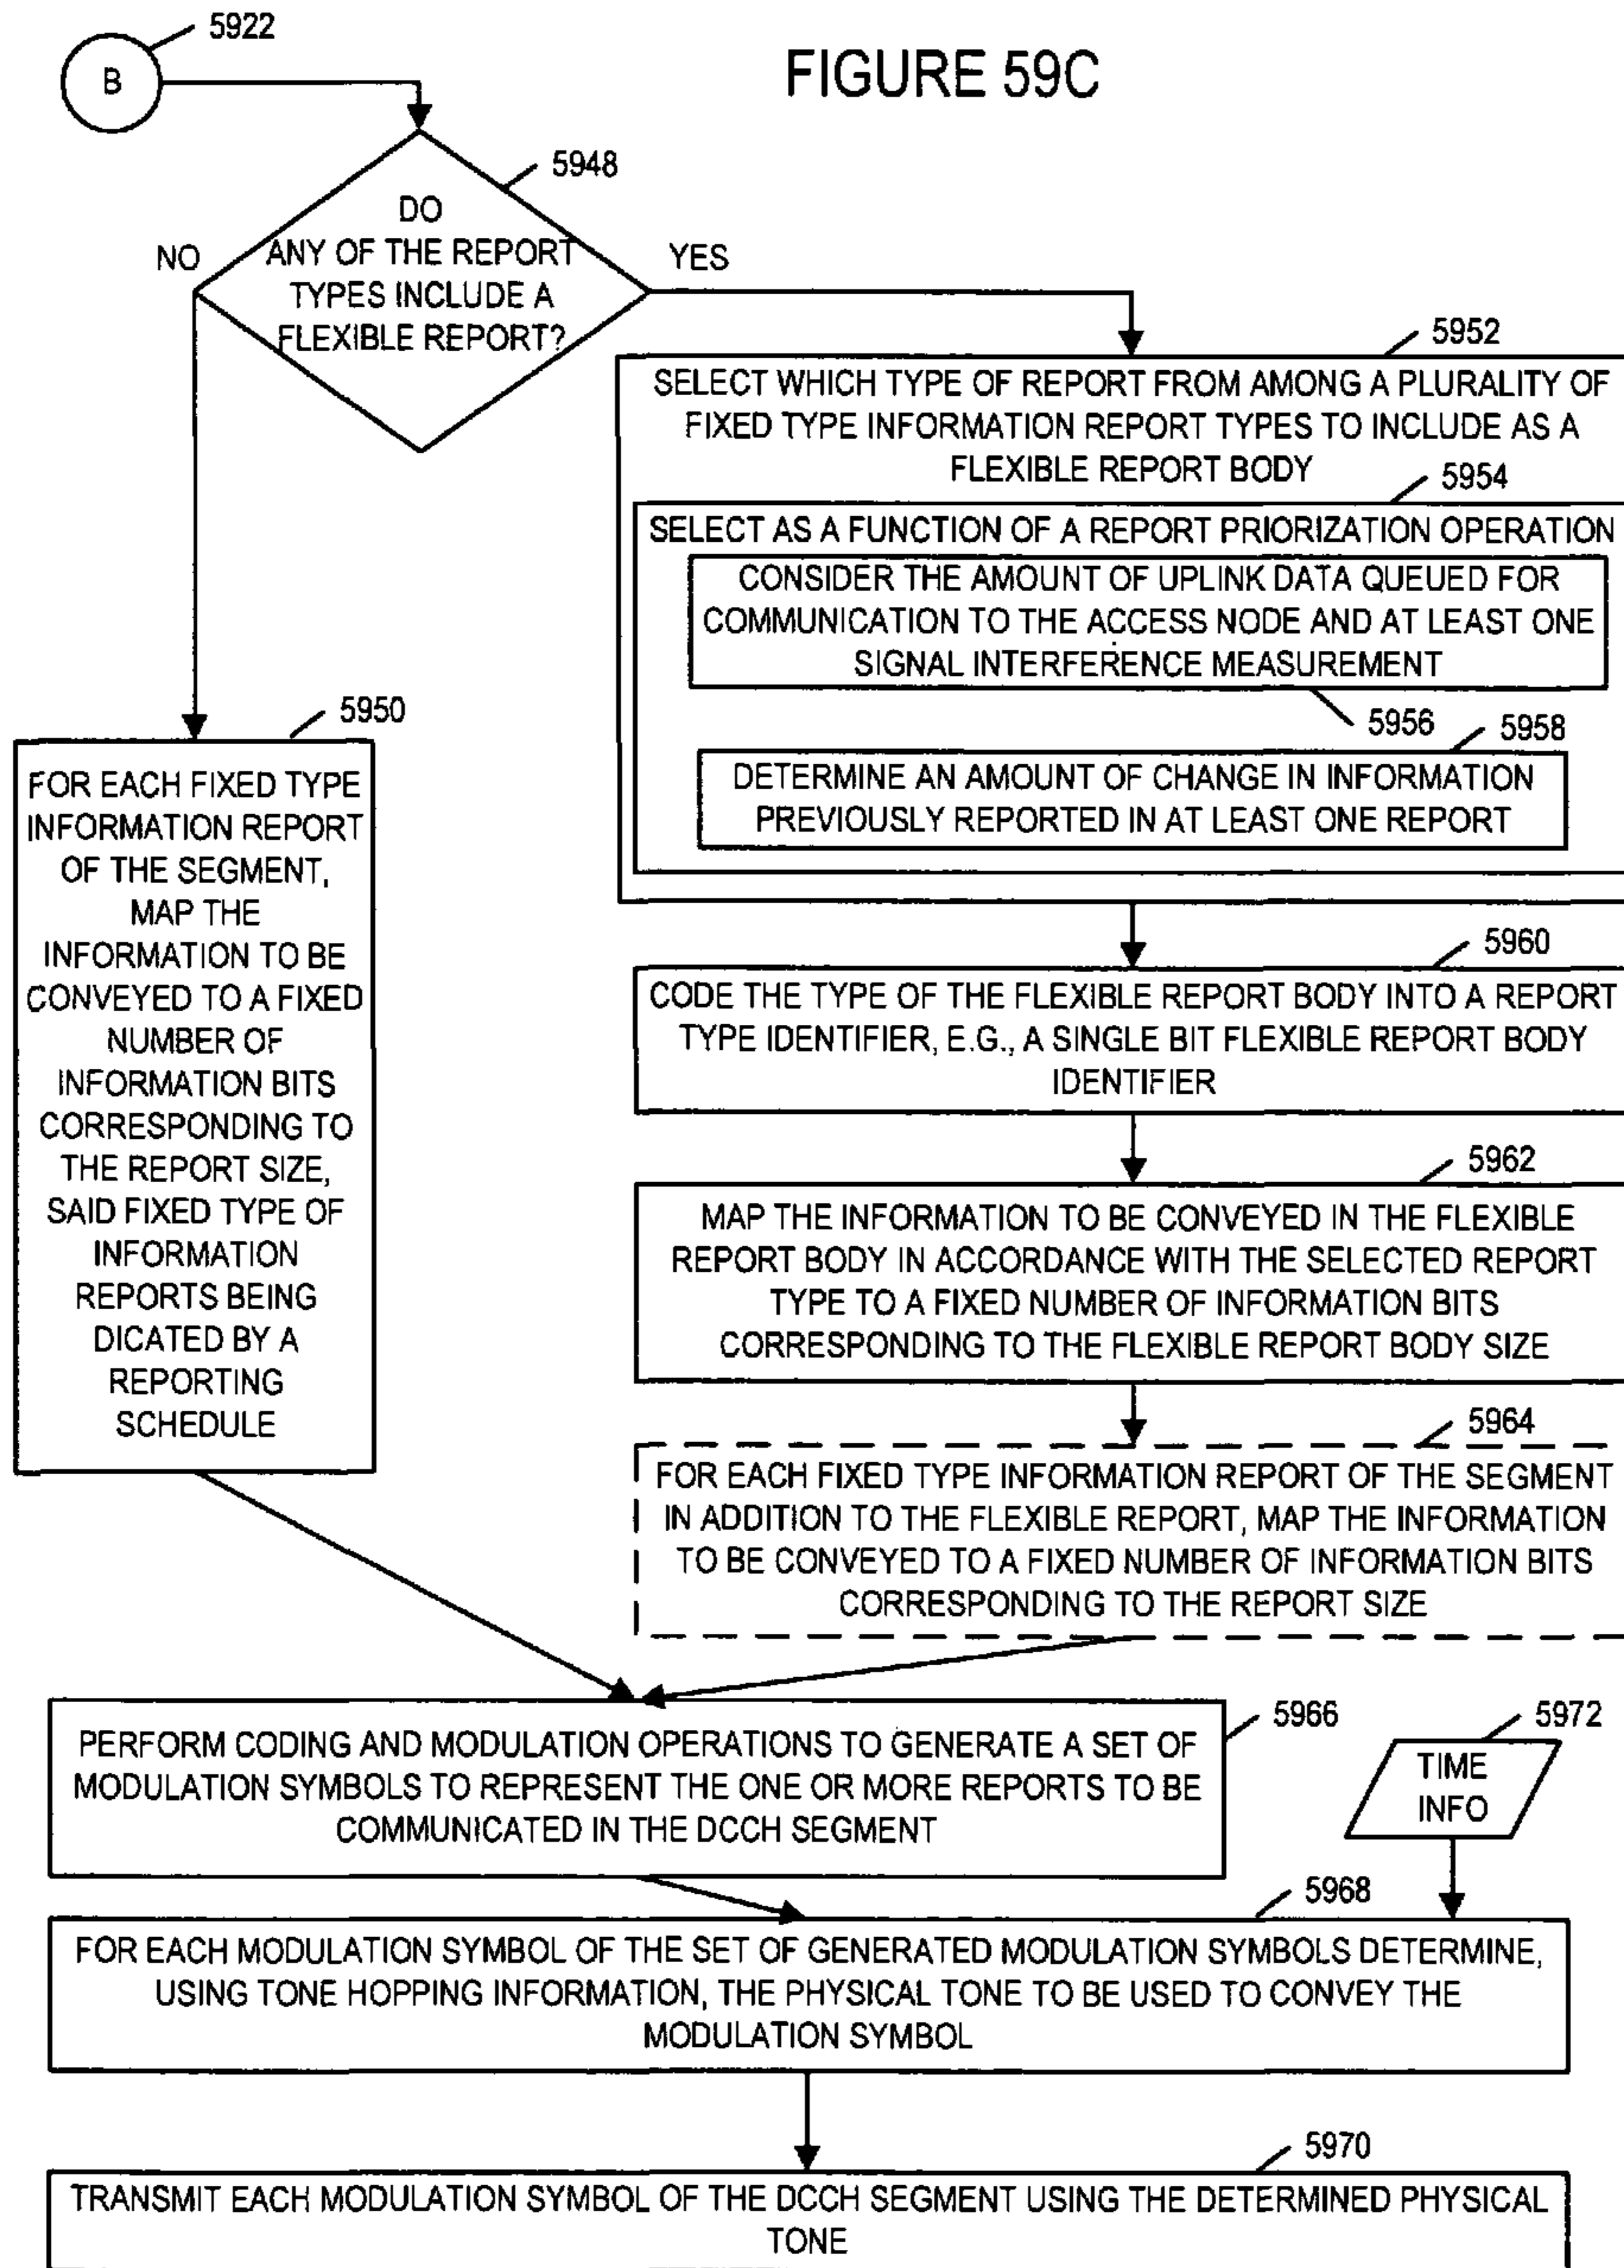 5922
B
FIGURE 59C
5948
DO
ANY OF THE REPORT
TYPES INCLUDE A
FLEXIBLE REPORT?
NO
YES
5952
SELECT WHICH TYPE OF REPORT FROM AMONG A PLURALITY OF
FIXED TYPE INFORMATION REPORT TYPES TO INCLUDE AS A
FLEXIBLE REPORT BODY
5954
SELECT AS A FUNCTION OF A REPORT PRIORIZATION OPERATION
CONSIDER THE AMOUNT OF UPLINK DATA QUEUED FOR
COMMUNICATION TO THE ACCESS NODE AND AT LEAST ONE
SIGNAL INTERFERENCE MEASUREMENT
5956
5958
DETERMINE AN AMOUNT OF CHANGE IN INFORMATION
PREVIOUSLY REPORTED IN AT LEAST ONE REPORT
5950
FOR EACH FIXED TYPE
INFORMATION REPORT
OF THE SEGMENT,
MAP THE
INFORMATION TO BE
CONVEYED TO A FIXED
NUMBER OF
INFORMATION BITS
CORRESPONDING TO
THE REPORT SIZE,
SAID FIXED TYPE OF
INFORMATION
REPORTS BEING
DICATED BY A
REPORTING
SCHEDULE
5960
CODE THE TYPE OF THE FLEXIBLE REPORT BODY INTO A REPORT
TYPE IDENTIFIER, E.G., A SINGLE BIT FLEXIBLE REPORT BODY
IDENTIFIER
5962
MAP THE INFORMATION TO BE CONVEYED IN THE FLEXIBLE
REPORT BODY IN ACCORDANCE WITH THE SELECTED REPORT
TYPE TO A FIXED NUMBER OF INFORMATION BITS
CORRESPONDING TO THE FLEXIBLE REPORT BODY SIZE
5964
FOR EACH FIXED TYPE INFORMATION REPORT OF THE SEGMENT
IN ADDITION TO THE FLEXIBLE REPORT, MAP THE INFORMATION
TO BE CONVEYED TO A FIXED NUMBER OF INFORMATION BITS
CORRESPONDING TO THE REPORT SIZE
5966
PERFORM CODING AND MODULATION OPERATIONS TO GENERATE A SET OF
MODULATION SYMBOLS TO REPRESENT THE ONE OR MORE REPORTS TO BE
COMMUNICATED IN THE DCCH SEGMENT
5972
TIME
INFO
5968
FOR EACH MODULATION SYMBOL OF THE SET OF GENERATED MODULATION SYMBOLS DETERMINE,
USING TONE HOPPING INFORMATION, THE PHYSICAL TONE TO BE USED TO CONVEY THE
MODULATION SYMBOL
5970
TRANSMIT EACH MODULATION SYMBOL OF THE DCCH SEGMENT USING THE DETERMINED PHYSICAL
TONE